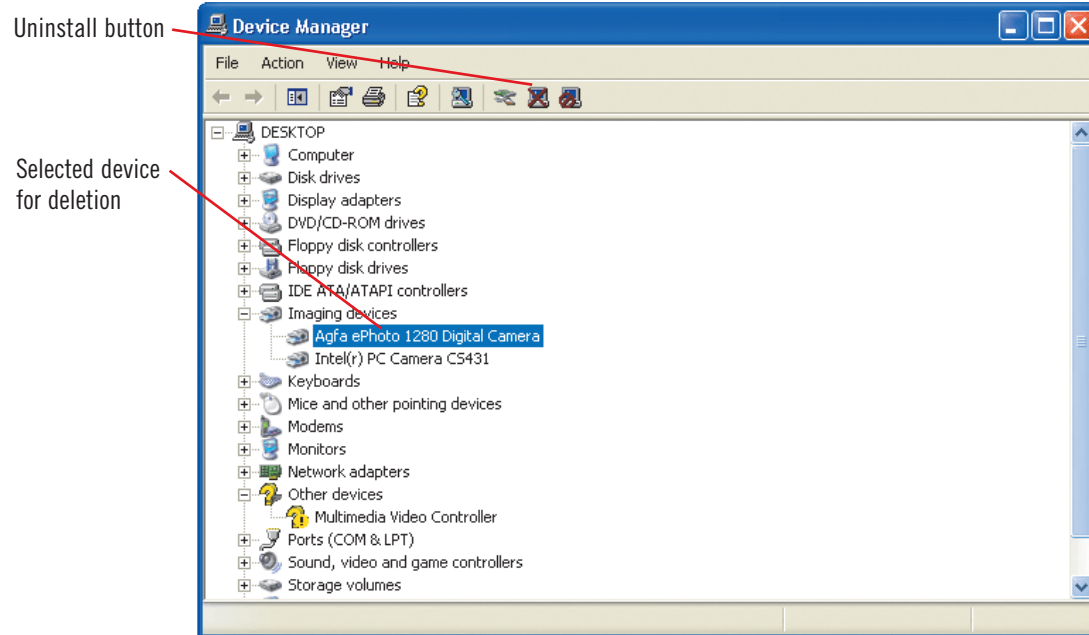 Uninstall button
Device Manager
File Action View Help
DESKTOP
Computer
Disk drives
Display adapters
DVD/CD-ROM drives
Selected device
for deletion
Floppy disk controllers
Floppy disk drives
IDE ATA/ATAPI controllers
Imaging devices
Agfa ePhoto 1280 Digital Camera
Intel(r) PC Camera CS431
Keyboards
Mice and other pointing devices
Modems
Monitors
Network adapters
Other devices
Multimedia Video Controller
Ports (COM & LPT)
Sound, video and game controllers
Storage volumes